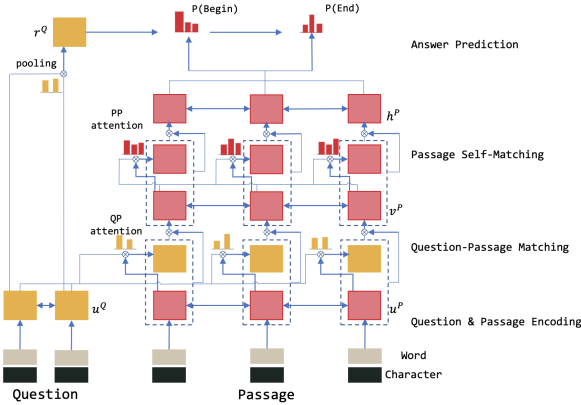 P(Begin)
P(End)
r^Q
Answer Prediction
pooling
PP
attention
h^P
Passage Self-Matching
v^P
QP
attention
Question-Passage Matching
u^Q
u^P
Question & Passage Encoding
Word
Character
Question
Passage